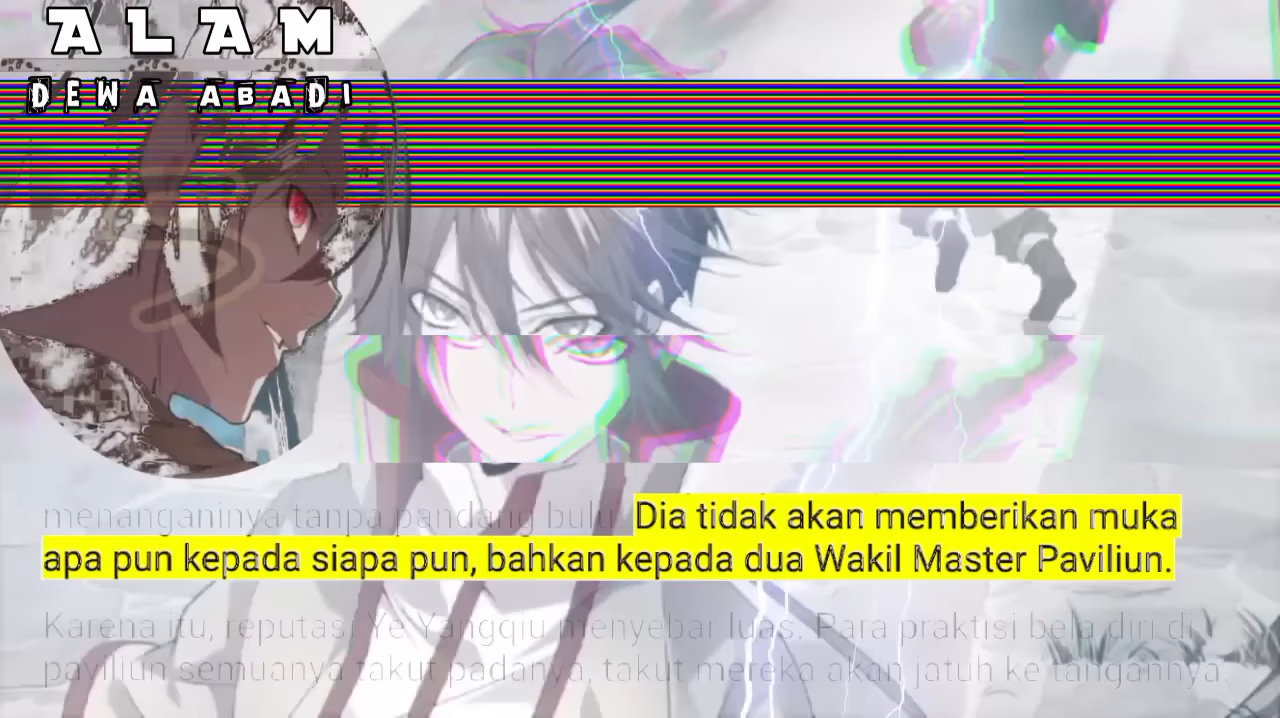 ALAM
DEWA ABADI
menanganinya tanpa pandang bulu. Dia tidak akan memberikan muka
apa pun kepada siapa pun, bahkan kepada dua Wakil Master Paviliun.
Karena itu, reputasi Ye Yangqiu menyebar luas. Para praktisi bela diri di
paviliun semuanya takut padanya, takut mereka akan jatuh ke tangannya.